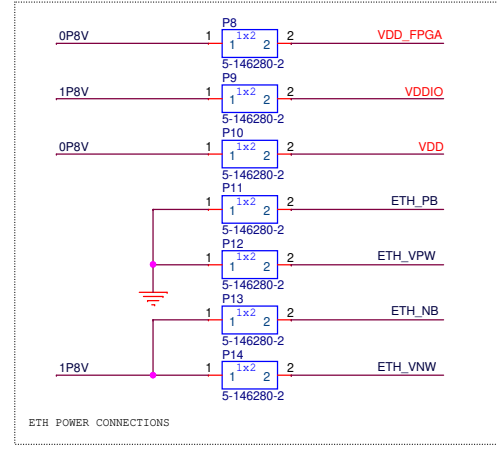 P8
0P8V 1 1 1x2 2 2 VDD_FPGA
5-146280-2
P9
1P8V 1 1 1x2 2 2 VDDIO
5-146280-2
P10
0P8V 1 1 1x2 2 2 VDD
5-146280-2
P11
1 1 1x2 2 2 ETH_PB
5-146280-2
P12
1 1 1x2 2 2 ETH_VPW
5-146280-2
P13
1 1 1x2 2 2 ETH_NB
5-146280-2
P14
1P8V 1 1 1x2 2 2 ETH_VNW
5-146280-2
ETH POWER CONNECTIONS